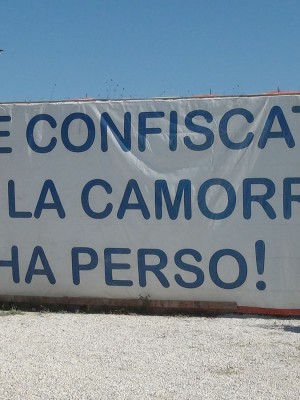 E CONFISCAT
LA CAMORR
HA PERSO!